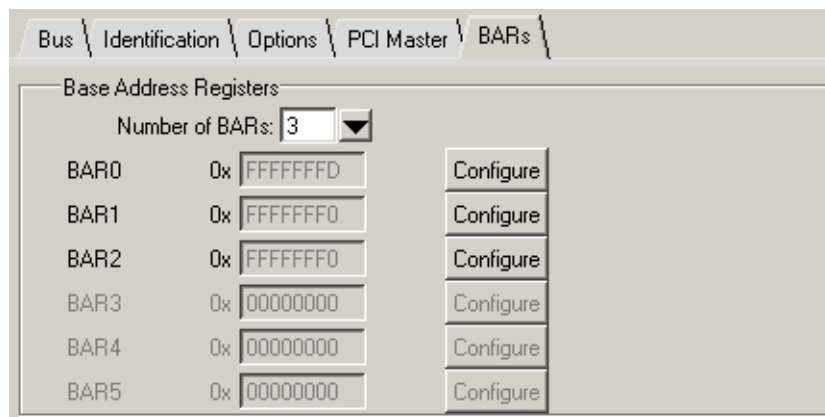 Bus Identification Options PCI Master BARs
Base Address Registers
Number of BARs: 3
BAR0 0x FFFFFFFD Configure
BAR1 0x FFFFFFF0 Configure
BAR2 0x FFFFFFF0 Configure
BAR3 0x 00000000 Configure
BAR4 0x 00000000 Configure
BAR5 0x 00000000 Configure